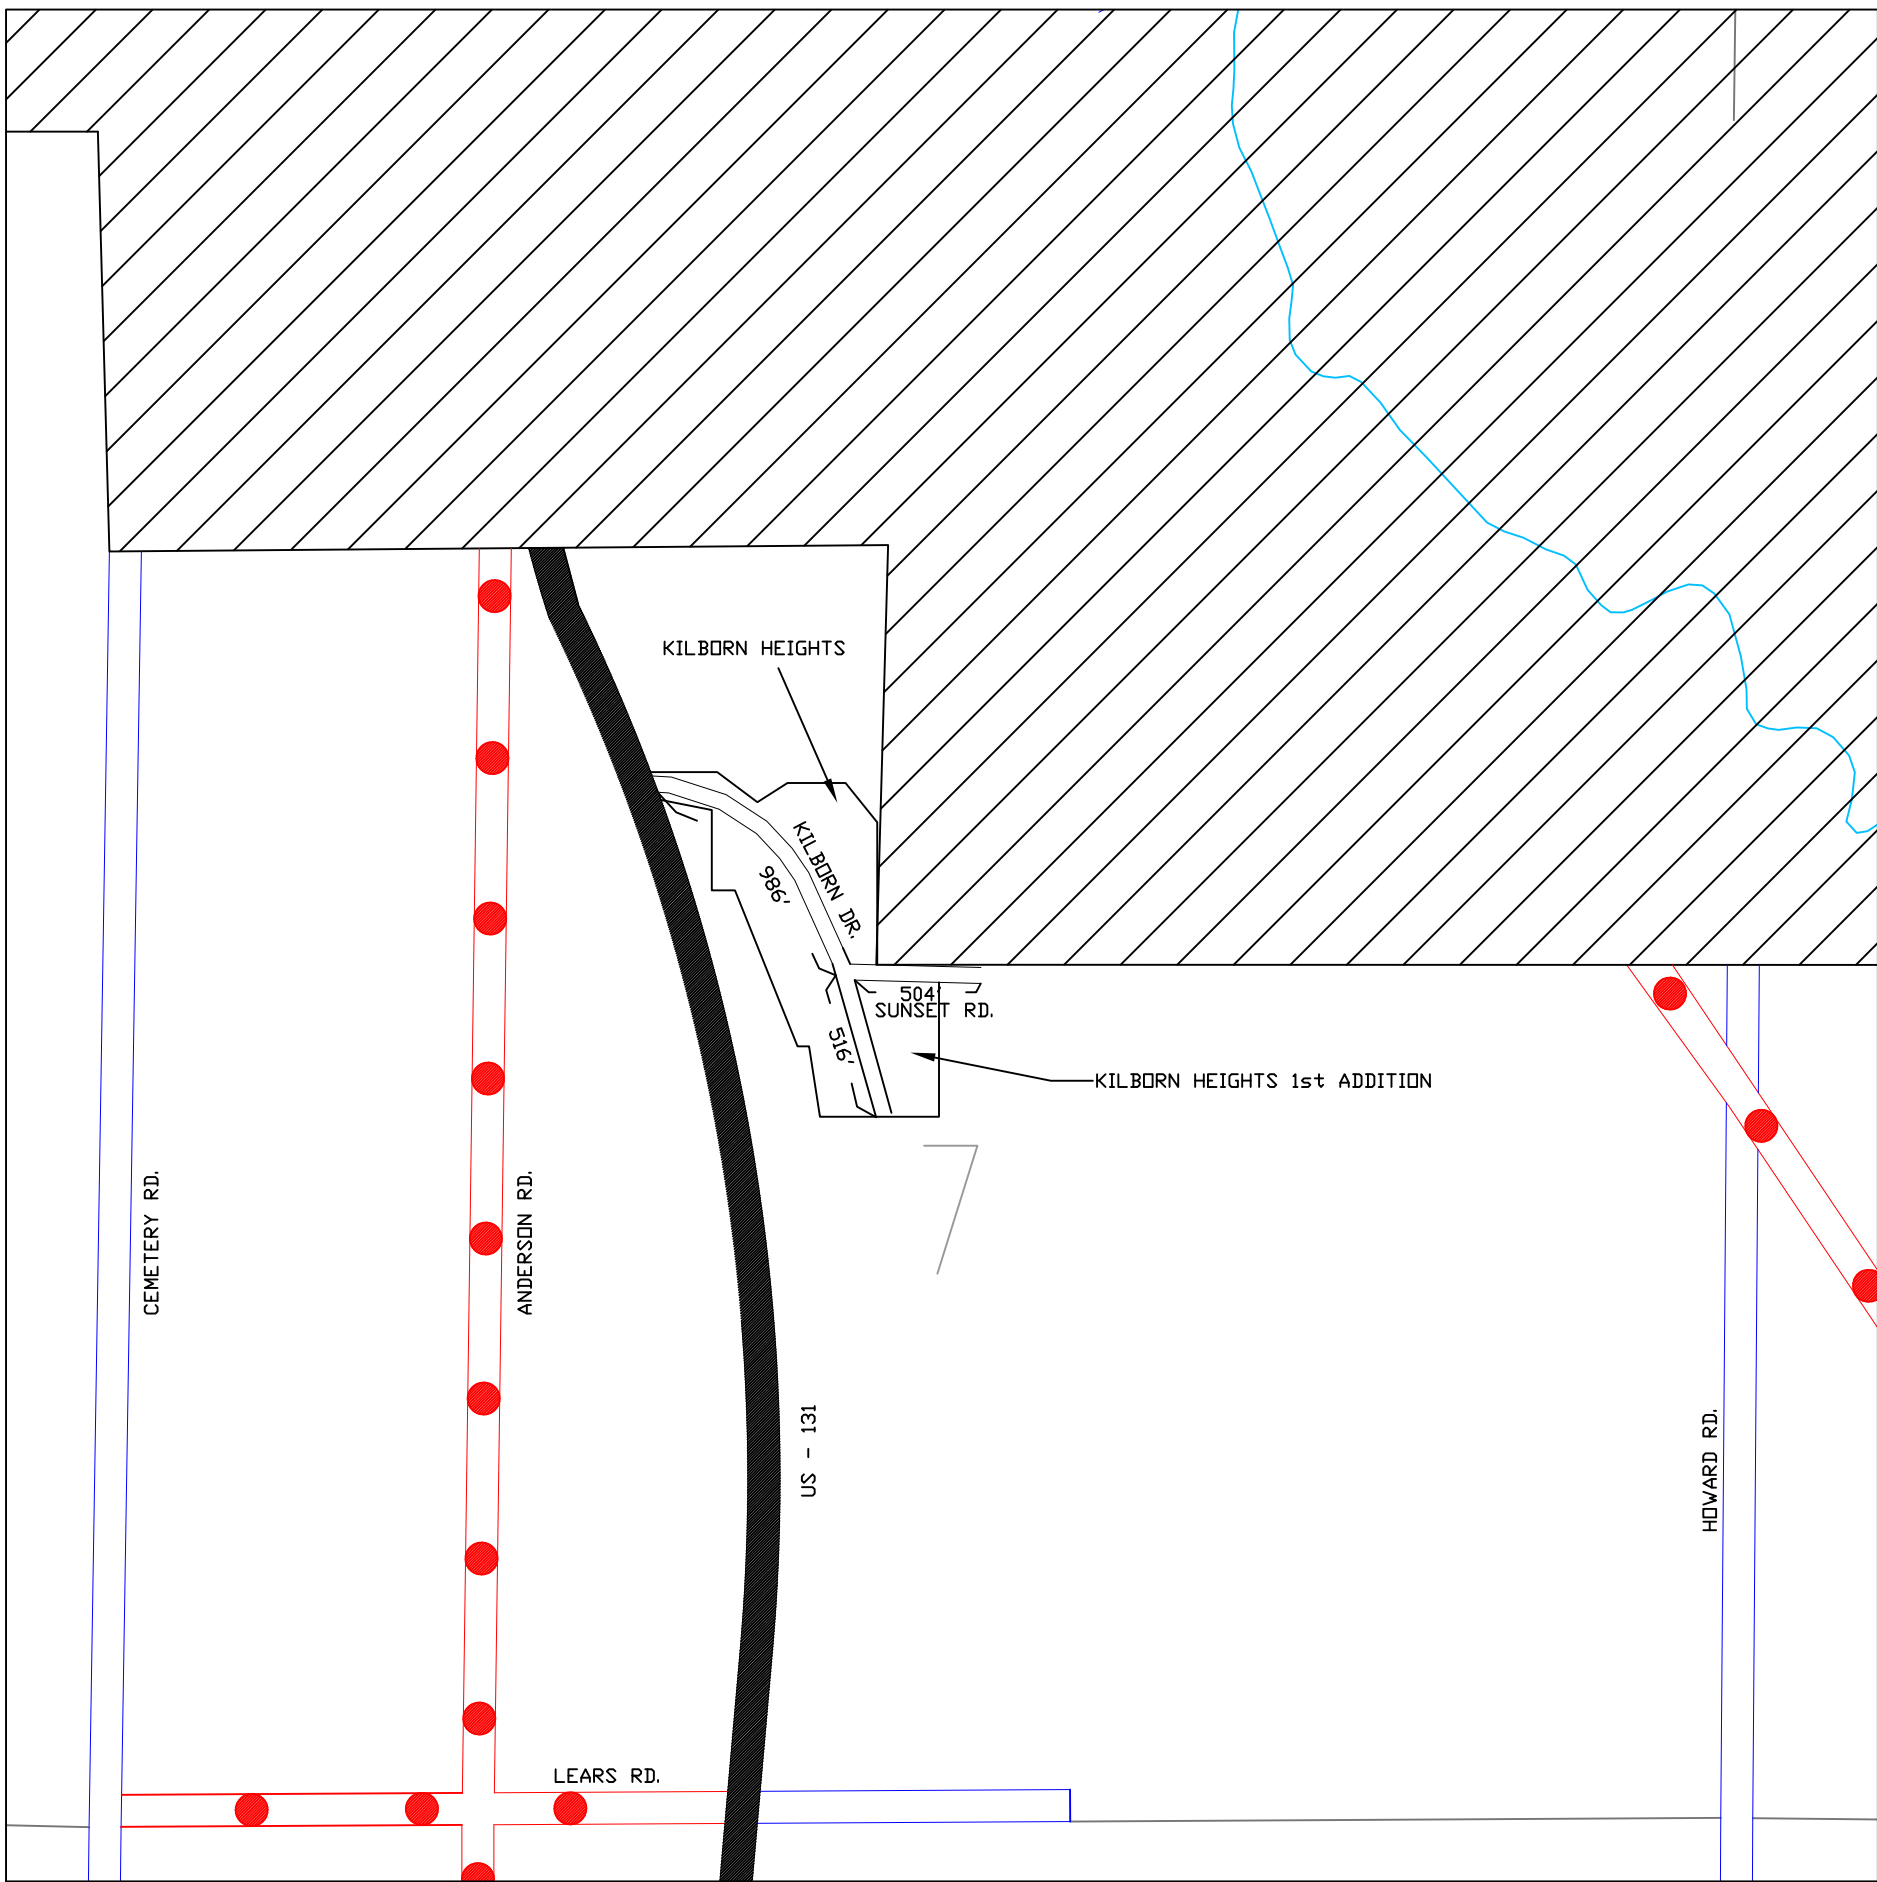 KILBORN HEIGHTS
KILBORN DR.
986'
504'
SUNSET RD.
516'
KILBORN HEIGHTS 1st ADDITION
CEMETERY RD.
ANDERSON RD.
US - 131
HOWARD RD.
LEARS RD.
7